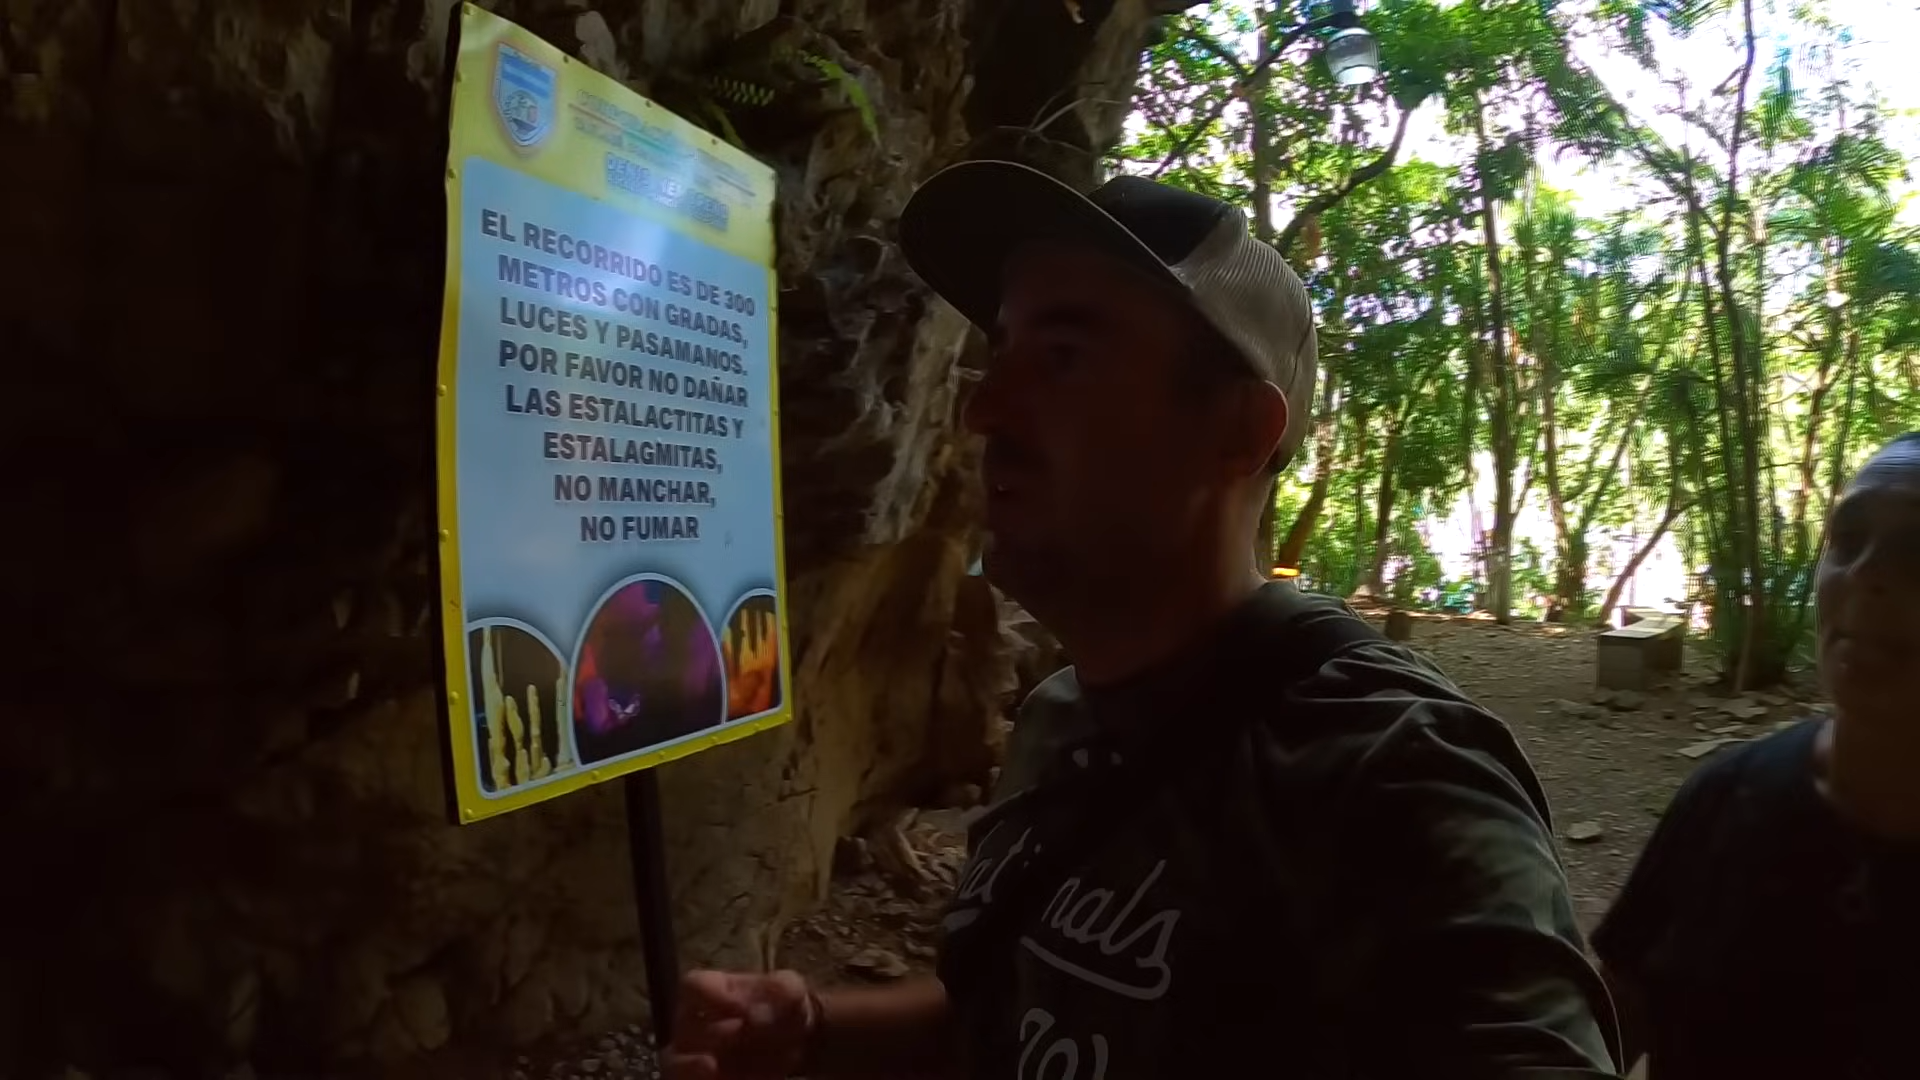 EL RECORRIDO ES DE 300
METROS CON GRADAS,
LUCES Y PASAMANOS.
POR FAVOR NO DAÑAR
LAS ESTALACTITAS Y
ESTALAGMITAS,
NO MANCHAR,
NO FUMAR